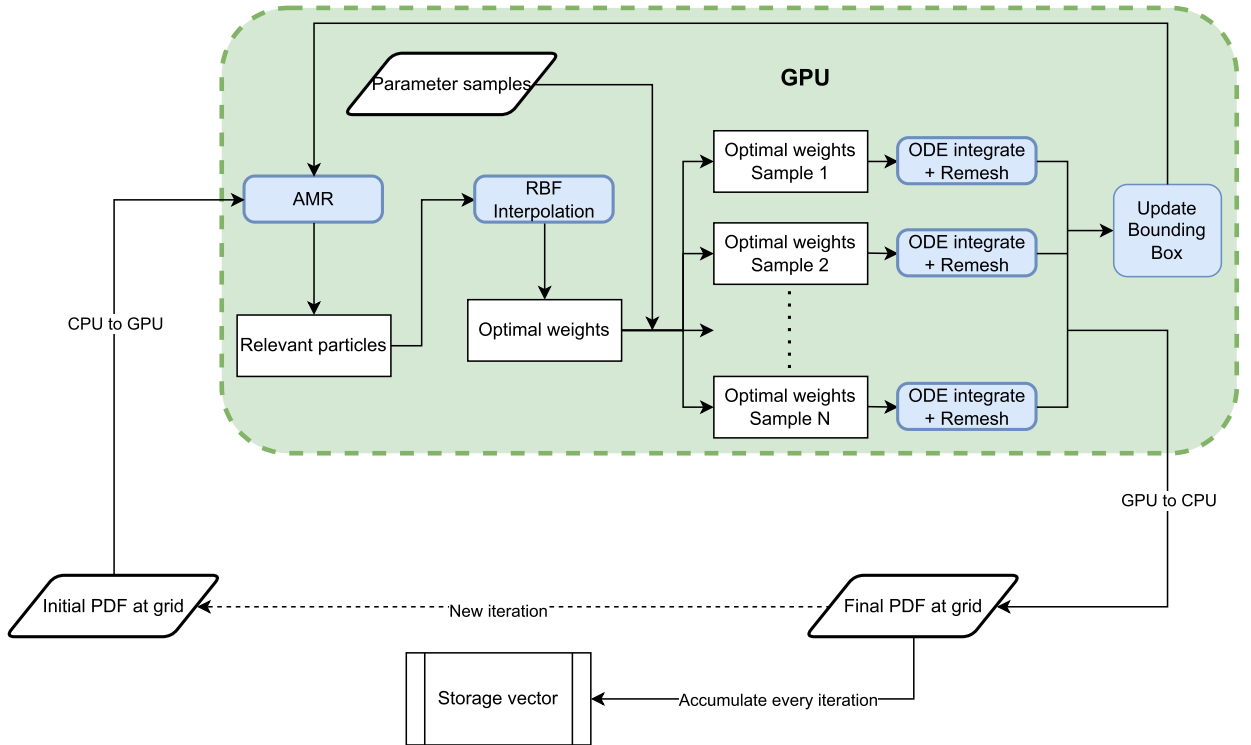 GPU
Parameter samples
AMR
RBF
Interpolation
Relevant particles
Optimal weights
Optimal weights
Sample 1
ODE integrate
+ Remesh
Optimal weights
Sample 2
ODE integrate
+ Remesh
Optimal weights
Sample N
ODE integrate
+ Remesh
Update
Bounding
Box
CPU to GPU
GPU to CPU
Initial PDF at grid
New iteration
Final PDF at grid
Storage vector
Accumulate every iteration